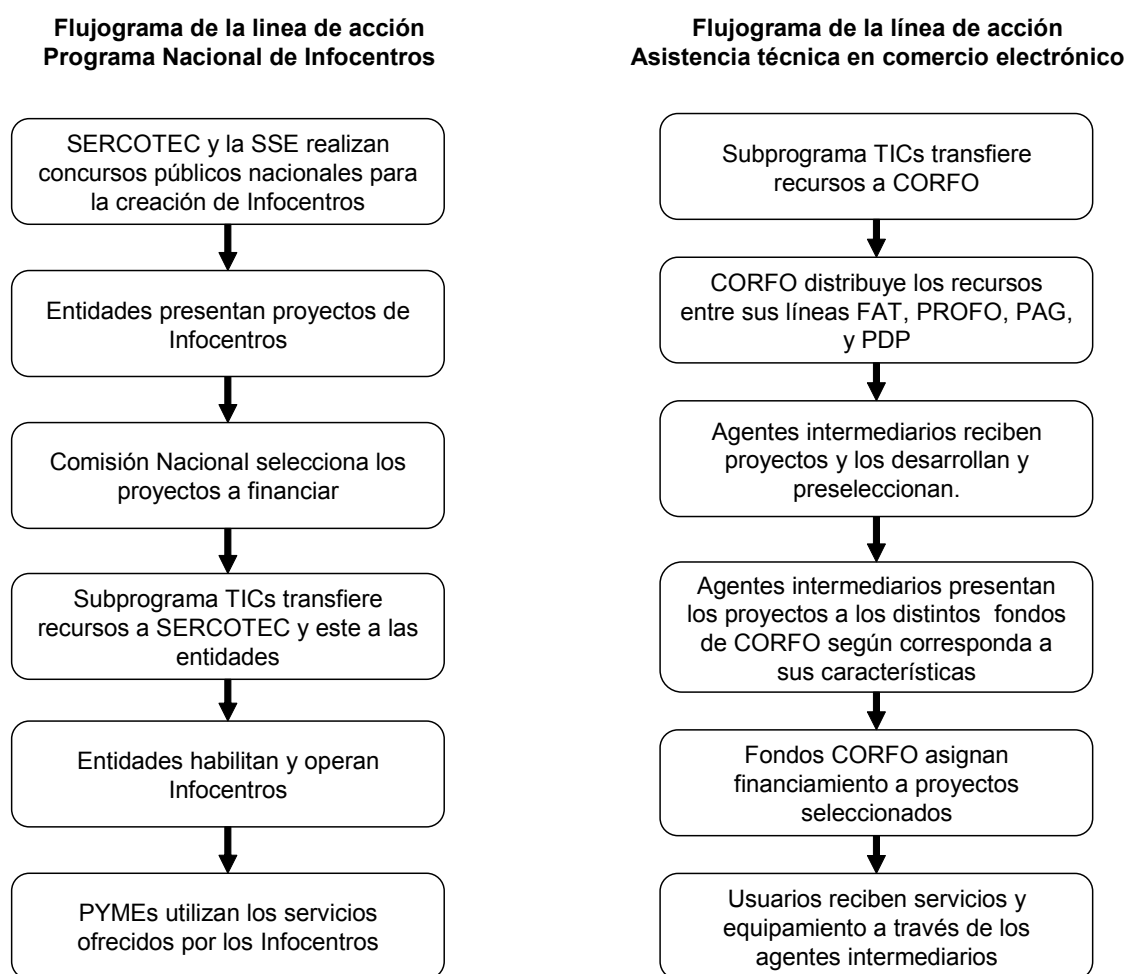 Flujograma de la linea de acción
Programa Nacional de Infocentros
SERCOTEC y la SSE realizan
concursos públicos nacionales para
la creación de Infocentros
Entidades presentan proyectos de
Infocentros
Comisión Nacional selecciona los
proyectos a financiar
Subprograma TICs transfiere
recursos a SERCOTEC y este a las
entidades
Entidades habilitan y operan
Infocentros
PYMEs utilizan los servicios
ofrecidos por los Infocentros
Flujograma de la línea de acción
Asistencia técnica en comercio electrónico
Subprograma TICs transfiere
recursos a CORFO
CORFO distribuye los recursos
entre sus líneas FAT, PROFO, PAG,
y PDP
Agentes intermediarios reciben
proyectos y los desarrollan y
preseleccionan.
Agentes intermediarios presentan
los proyectos a los distintos fondos
de CORFO según corresponda a
sus características
Fondos CORFO asignan
financiamiento a proyectos
seleccionados
Usuarios reciben servicios y
equipamiento a través de los
agentes intermediarios